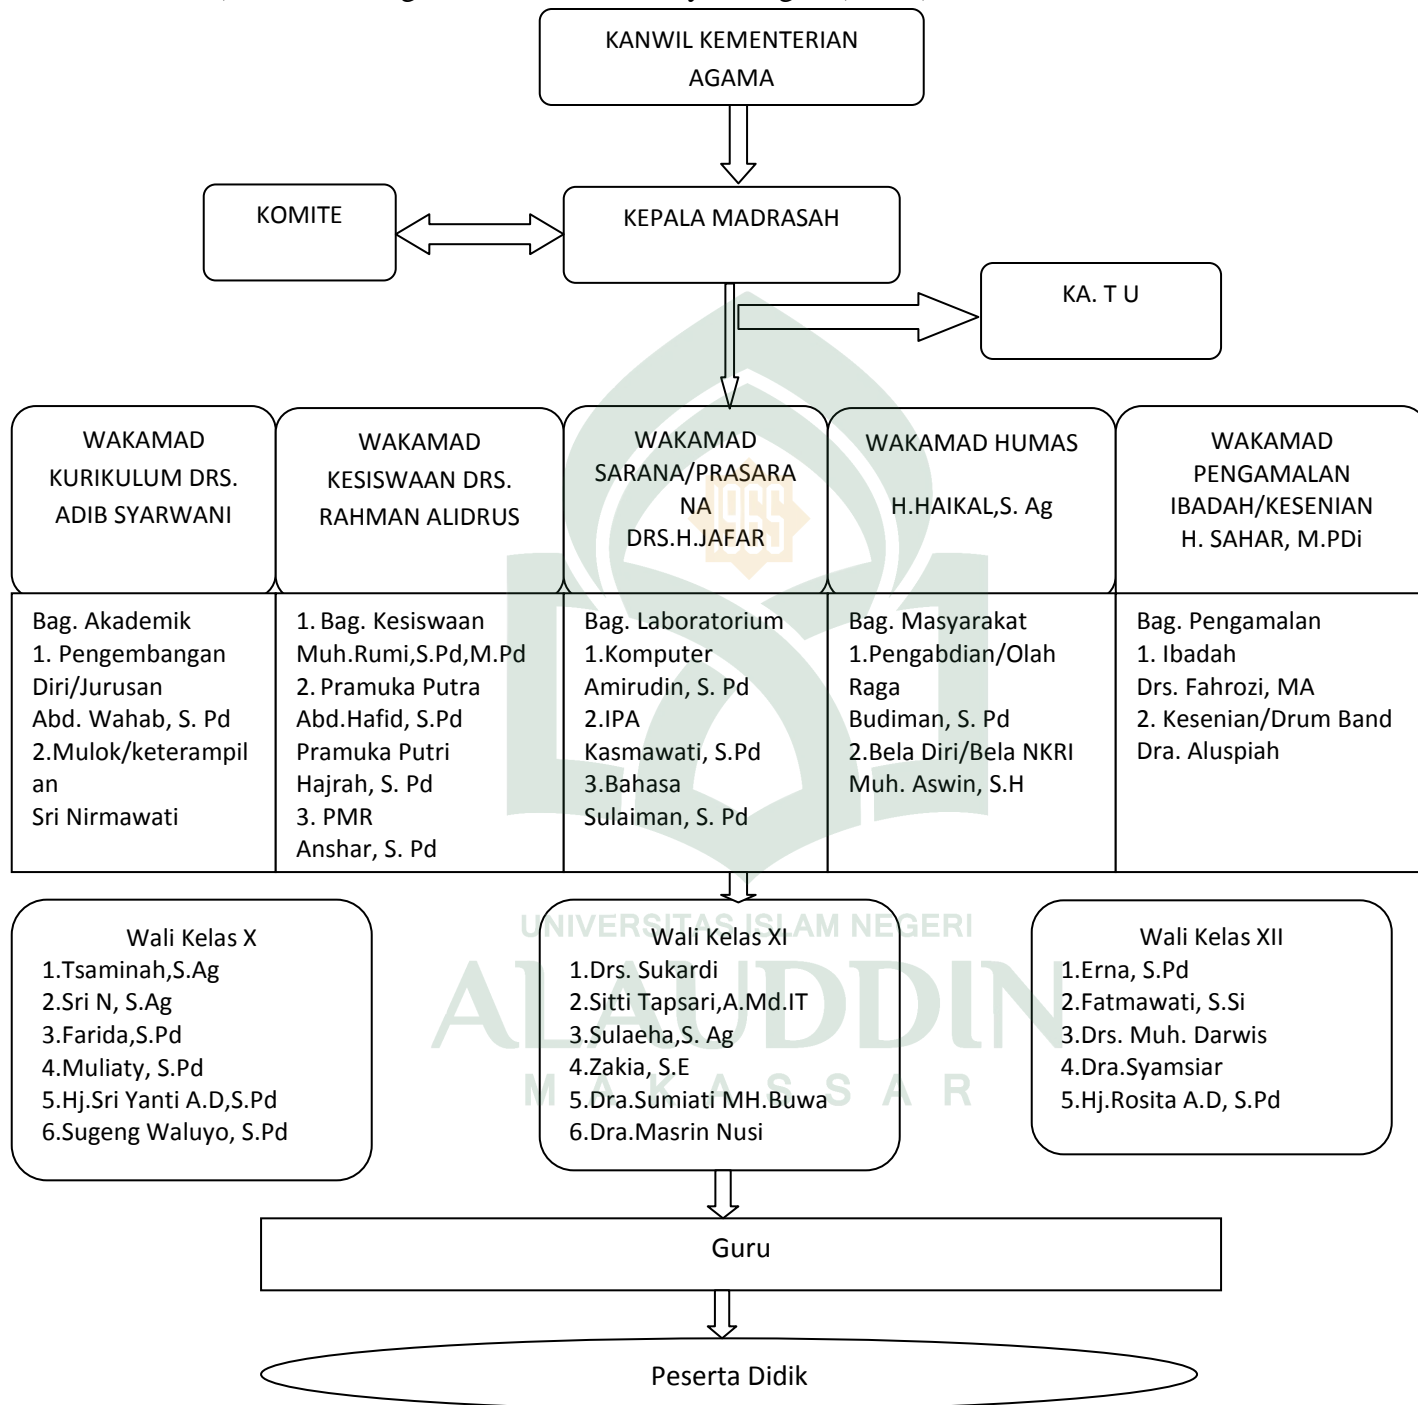 KANWIL KEMENTERIAN
AGAMA
KOMITE
KEPALA MADRASAH
KA. T U
WAKAMAD
KURIKULUM DRS.
ADIB SYARWANI
WAKAMAD
KESISWAAN DRS.
RAHMAN ALIDRUS
WAKAMAD
SARANA/PRASARA
NA
DRS.H.JAFAR
WAKAMAD HUMAS
H.HAIKAL,S. Ag
WAKAMAD
PENGAMALAN
IBADAH/KESENIAN
H. SAHAR, M.PDi
1965
Bag. Akademik
1. Pengembangan
Diri/Jurusan
Abd. Wahab, S. Pd
2.Mulok/keterampil
an
Sri Nirmawati
1. Bag. Kesiswaan
Muh.Rumi,S.Pd,M.Pd
2. Pramuka Putra
Abd.Hafid, S.Pd
Pramuka Putri
Hajrah, S. Pd
3. PMR
Anshar, S. Pd
Bag. Laboratorium
1.Komputer
Amirudin, S. Pd
2.IPA
Kasmawati, S.Pd
3.Bahasa
Sulaiman, S. Pd
Bag. Masyarakat
1.Pengabdian/Olah
Raga
Budiman, S. Pd
2.Bela Diri/Bela NKRI
Muh. Aswin, S.H
Bag. Pengamalan
1. Ibadah
Drs. Fahrozi, MA
2. Kesenian/Drum Band
Dra. Aluspiah
UNIVERSITAS ISLAM NEGERI
ALAUDDIN
MAKASSAR
Wali Kelas X
1.Tsaminah,S.Ag
2.Sri N, S.Ag
3.Farida,S.Pd
4.Muliaty, S.Pd
5.Hj.Sri Yanti A.D,S.Pd
6.Sugeng Waluyo, S.Pd
Wali Kelas XI
1.Drs. Sukardi
2.Sitti Tapsari,A.Md.IT
3.Sulaeha,S. Ag
4.Zakia, S.E
5.Dra.Sumiati MH.Buwa
6.Dra.Masrin Nusi
Wali Kelas XII
1.Erna, S.Pd
2.Fatmawati, S.Si
3.Drs. Muh. Darwis
4.Dra.Syamsiar
5.Hj.Rosita A.D, S.Pd
Guru
Peserta Didik